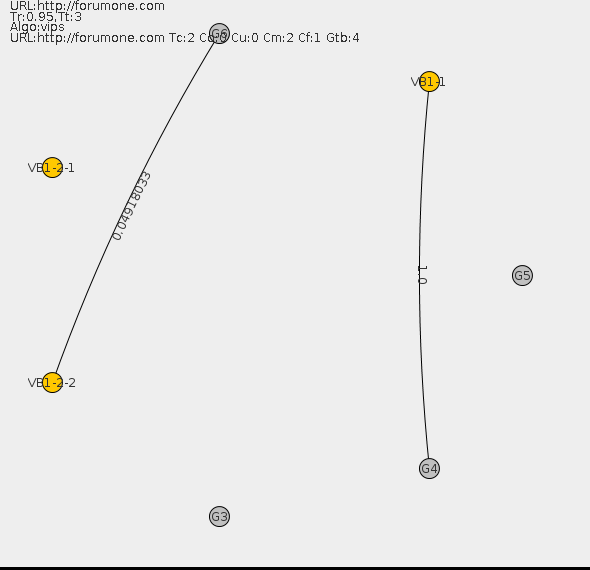 URL:http://forumone.com
Tr:0.95,Tt:3
Algo:vips
URL:http://forumone.com Tc:2 Co:0 Cu:0 Cm:2 Cf:1 Gtb:4
G6
VB1-1
VB1-2-1
0.04918033
1.0
G5
VB1-2-2
G4
G3